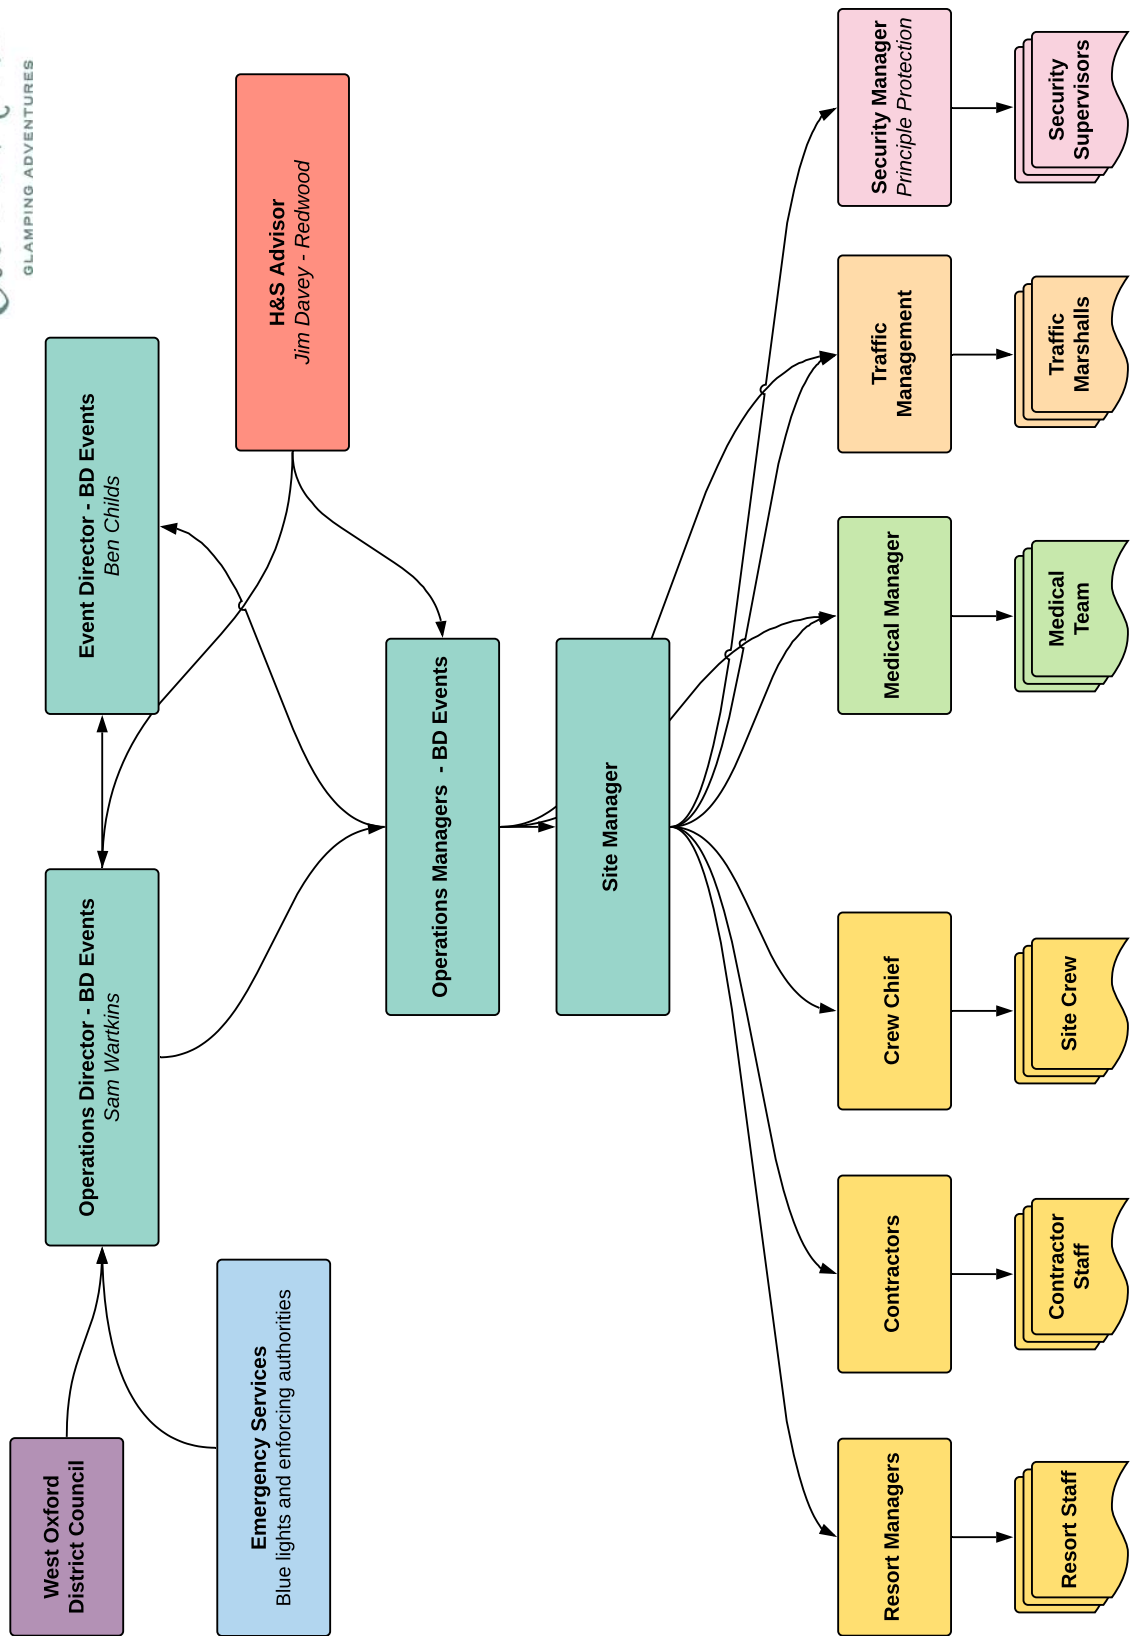 GLAMPING ADVENTURES
West Oxford
District Council
Operations Director - BD Events
Sam Wartkins
Event Director - BD Events
Ben Childs
Emergency Services
Blue lights and enforcing authorities
H&S Advisor
Jim Davey - Redwood
Operations Managers - BD Events
Site Manager
Resort Managers
Contractors
Crew Chief
Medical Manager
Traffic
Management
Security Manager
Principle Protection
Resort Staff
Contractor
Staff
Site Crew
Medical
Team
Traffic
Marshalls
Security
Supervisors